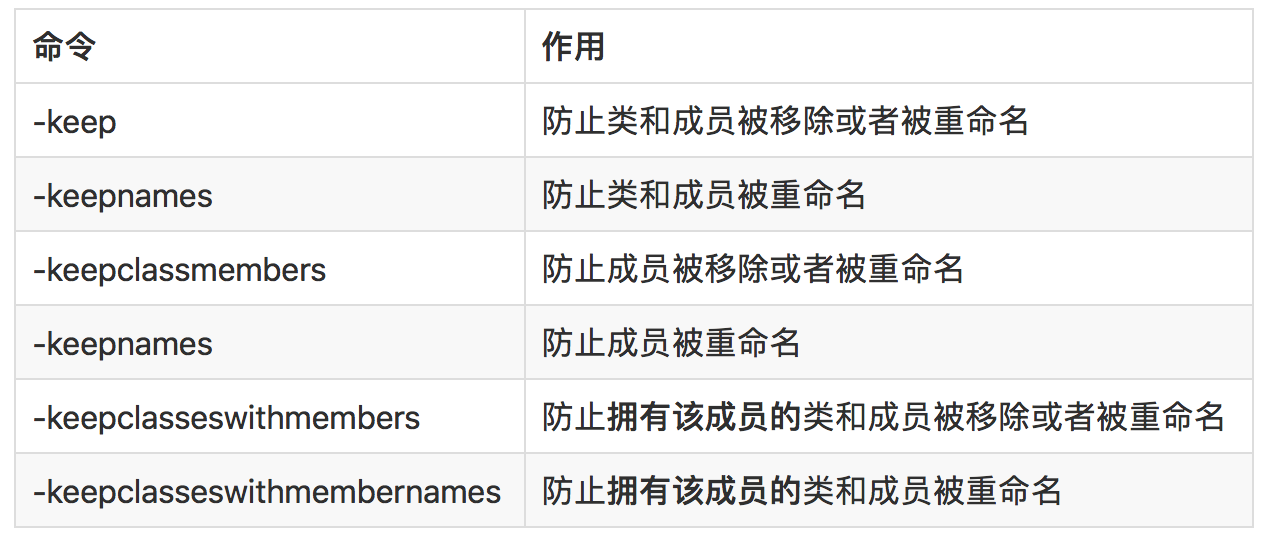 命令 作用
-keep 防止类和成员被移除或者被重命名
-keepnames 防止类和成员被重命名
-keepclassmembers 防止成员被移除或者被重命名
-keepnames 防止成员被重命名
-keepclasseswithmembers 防止拥有该成员的类和成员被移除或者被重命名
-keepclasseswithmembernames 防止拥有该成员的类和成员被重命名